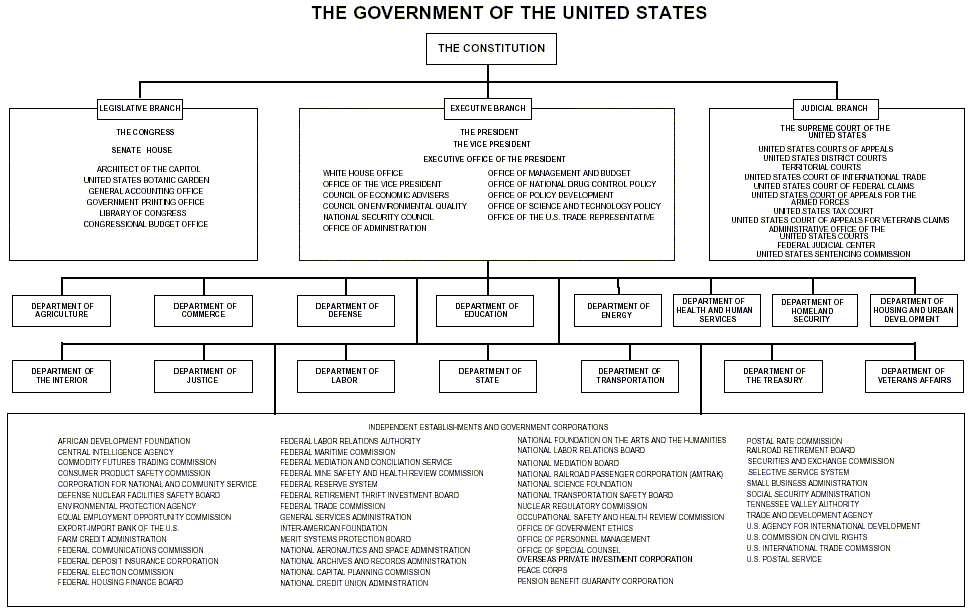 THE GOVERNMENT OF THE UNITED STATES
THE CONSTITUTION
LEGISLATIVE BRANCH
THE CONGRESS
SENATE HOUSE
ARCHITECT OF THE CAPITOL
UNITED STATES BOTANIC GARDEN
GENERAL ACCOUNTING OFFICE
GOVERNMENT PRINTING OFFICE
LIBRARY OF CONGRESS
CONGRESSIONAL BUDGET OFFICE
EXECUTIVE BRANCH
THE PRESIDENT
THE VICE PRESIDENT
EXECUTIVE OFFICE OF THE PRESIDENT
WHITE HOUSE OFFICE
OFFICE OF THE VICE PRESIDENT
COUNCIL OF ECONOMIC ADVISERS
COUNCIL ON ENVIRONMENTAL QUALITY
NATIONAL SECURITY COUNCIL
OFFICE OF ADMINISTRATION
OFFICE OF MANAGEMENT AND BUDGET
OFFICE OF NATIONAL DRUG CONTROL POLICY
OFFICE OF POLICY DEVELOPMENT
OFFICE OF SCIENCE AND TECHNOLOGY POLICY
OFFICE OF THE U.S. TRADE REPRESENTATIVE
JUDICIAL BRANCH
THE SUPREME COURT OF THE
UNITED STATES
UNITED STATES COURTS OF APPEALS
UNITED STATES DISTRICT COURTS
TERRITORIAL COURTS
UNITED STATES COURT OF INTERNATIONAL TRADE
UNITED STATES COURT OF FEDERAL CLAIMS
UNITED STATES COURT OF APPEALS FOR THE
ARMED FORCES
UNITED STATES TAX COURT
UNITED STATES COURT OF APPEALS FOR VETERANS CLAIMS
ADMINISTRATIVE OFFICE OF THE
UNITED STATES COURTS
FEDERAL JUDICIAL CENTER
UNITED STATES SENTENCING COMMISSION
DEPARTMENT OF
AGRICULTURE
DEPARTMENT OF
COMMERCE
DEPARTMENT OF
DEFENSE
DEPARTMENT OF
EDUCATION
DEPARTMENT OF
ENERGY
DEPARTMENT OF
HEALTH AND HUMAN
SERVICES
DEPARTMENT OF
HOMELAND
SECURITY
DEPARTMENT OF
HOUSING AND URBAN
DEVELOPMENT
DEPARTMENT OF
THE INTERIOR
DEPARTMENT OF
JUSTICE
DEPARTMENT OF
LABOR
DEPARTMENT OF
STATE
DEPARTMENT OF
TRANSPORTATION
DEPARTMENT OF
THE TREASURY
DEPARTMENT OF
VETERANS AFFAIRS
INDEPENDENT ESTABLISHMENTS AND GOVERNMENT CORPORATIONS
AFRICAN DEVELOPMENT FOUNDATION
CENTRAL INTELLIGENCE AGENCY
COMMODITY FUTURES TRADING COMMISSION
CONSUMER PRODUCT SAFETY COMMISSION
CORPORATION FOR NATIONAL AND COMMUNITY SERVICE
DEFENSE NUCLEAR FACILITIES SAFETY BOARD
ENVIRONMENTAL PROTECTION AGENCY
EQUAL EMPLOYMENT OPPORTUNITY COMMISSION
EXPORT-IMPORT BANK OF THE U.S.
FARM CREDIT ADMINISTRATION
FEDERAL COMMUNICATIONS COMMISSION
FEDERAL DEPOSIT INSURANCE CORPORATION
FEDERAL ELECTION COMMISSION
FEDERAL HOUSING FINANCE BOARD
FEDERAL LABOR RELATIONS AUTHORITY
FEDERAL MARITIME COMMISSION
FEDERAL MEDIATION AND CONCILIATION SERVICE
FEDERAL MINE SAFETY AND HEALTH REVIEW COMMISSION
FEDERAL RESERVE SYSTEM
FEDERAL RETIREMENT THRIFT INVESTMENT BOARD
FEDERAL TRADE COMMISSION
GENERAL SERVICES ADMINISTRATION
INTER-AMERICAN FOUNDATION
MERIT SYSTEMS PROTECTION BOARD
NATIONAL AERONAUTICS AND SPACE ADMINISTRATION
NATIONAL ARCHIVES AND RECORDS ADMINISTRATION
NATIONAL CAPITAL PLANNING COMMISSION
NATIONAL CREDIT UNION ADMINISTRATION
NATIONAL FOUNDATION ON THE ARTS AND THE HUMANITIES
NATIONAL LABOR RELATIONS BOARD
NATIONAL MEDIATION BOARD
NATIONAL RAILROAD PASSENGER CORPORATION (AMTRAK)
NATIONAL SCIENCE FOUNDATION
NATIONAL TRANSPORTATION SAFETY BOARD
NUCLEAR REGULATORY COMMISSION
OCCUPATIONAL SAFETY AND HEALTH REVIEW COMMISSION
OFFICE OF GOVERNMENT ETHICS
OFFICE OF PERSONNEL MANAGEMENT
OFFICE OF SPECIAL COUNSEL
OVERSEAS PRIVATE INVESTMENT CORPORATION
PEACE CORPS
PENSION BENEFIT GUARANTY CORPORATION
POSTAL RATE COMMISSION
RAILROAD RETIREMENT BOARD
SECURITIES AND EXCHANGE COMMISSION
SELECTIVE SERVICE SYSTEM
SMALL BUSINESS ADMINISTRATION
SOCIAL SECURITY ADMINISTRATION
TENNESSEE VALLEY AUTHORITY
TRADE AND DEVELOPMENT AGENCY
U.S. AGENCY FOR INTERNATIONAL DEVELOPMENT
U.S. COMMISSION ON CIVIL RIGHTS
U.S. INTERNATIONAL TRADE COMMISSION
U.S. POSTAL SERVICE